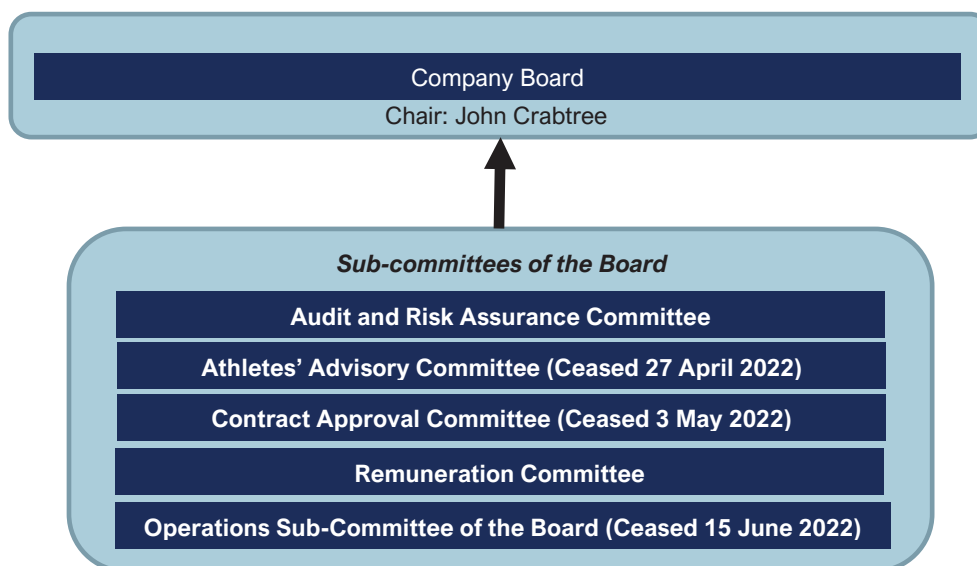 Company Board
Chair: John Crabtree
Sub-committees of the Board
Audit and Risk Assurance Committee
Athletes’ Advisory Committee (Ceased 27 April 2022)
Contract Approval Committee (Ceased 3 May 2022)
Remuneration Committee
Operations Sub-Committee of the Board (Ceased 15 June 2022)